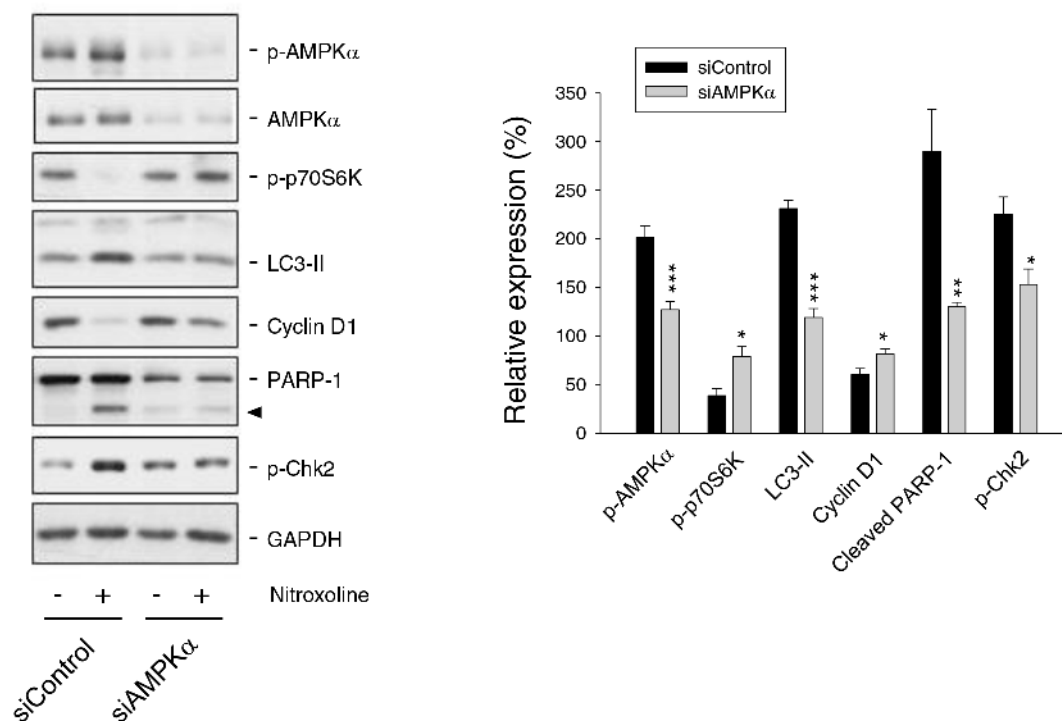 p-AMPKα
AMPKα
p-p70S6K
LC3-II
Cyclin D1
PARP-1
p-Chk2
GAPDH
- + - + Nitroxoline
siControl siAMPKα
siControl
siAMPKα
Relative expression (%)
350
300
250
200
150
100
50
0
***
*
***
*
**
*
p-AMPKα
p-p70S6K
LC3-II
Cyclin D1
Cleaved PARP-1
p-Chk2